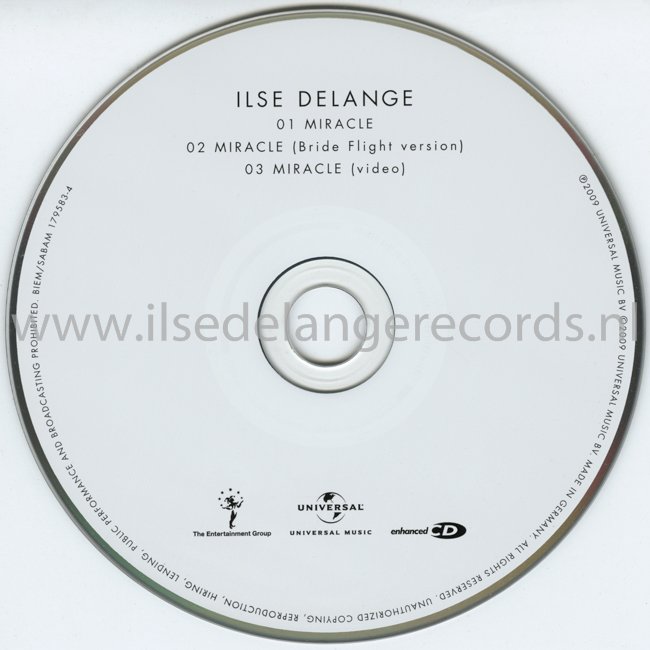 ILSE DELANGE
01 MIRACLE
02 MIRACLE (Bride Flight version)
03 MIRACLE (video)
℗2009 UNIVERSAL MUSIC BV ©2009 UNIVERSAL MUSIC BV. MADE IN GERMANY. ALL RIGHTS RESERVED. UNAUTHORIZED COPYING, REPRODUCTION, HIRING, LENDING, PUBLIC PERFORMANCE AND BROADCASTING PROHIBITED. BIEM/SABAM 179583-4
www.ilsedelangerecords.nl
The Entertainment Group
UNIVERSAL
UNIVERSAL MUSIC
enhanced CD